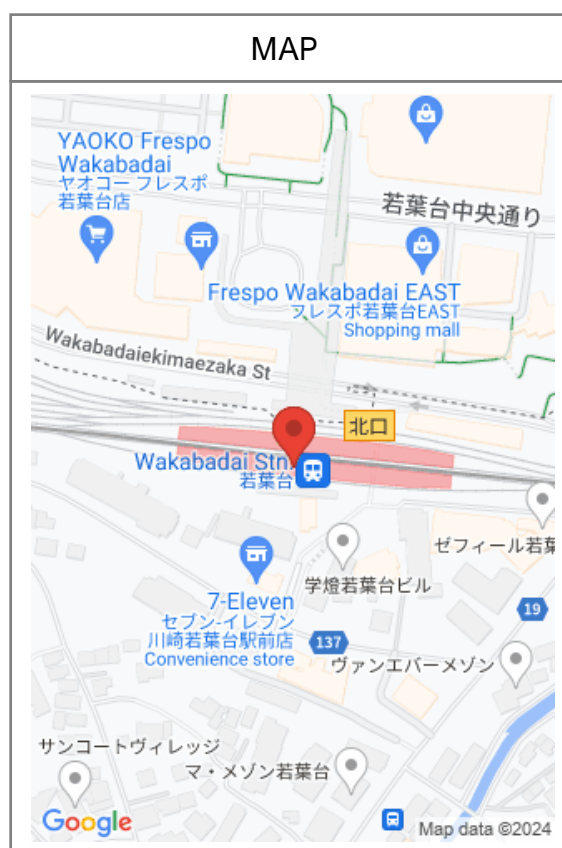 MAP
YAOKO Frespo
Wakabadai
ヤオコー フレスポ
若葉台店
若葉台中央通り
Frespo Wakabadai EAST
フレスポ若葉台EAST
Shopping mall
Wakabadaiekimaezaka St
北口
Wakabadai Stn.
若葉台
ゼフィール若葉
7-Eleven
セブン-イレブン
川崎若葉台駅前店
Convenience store
学燈若葉台ビル
19
137
ヴァンエバーメゾン
サンコートヴィレッジ
マ・メゾン若葉台
Google
Map data ©2024